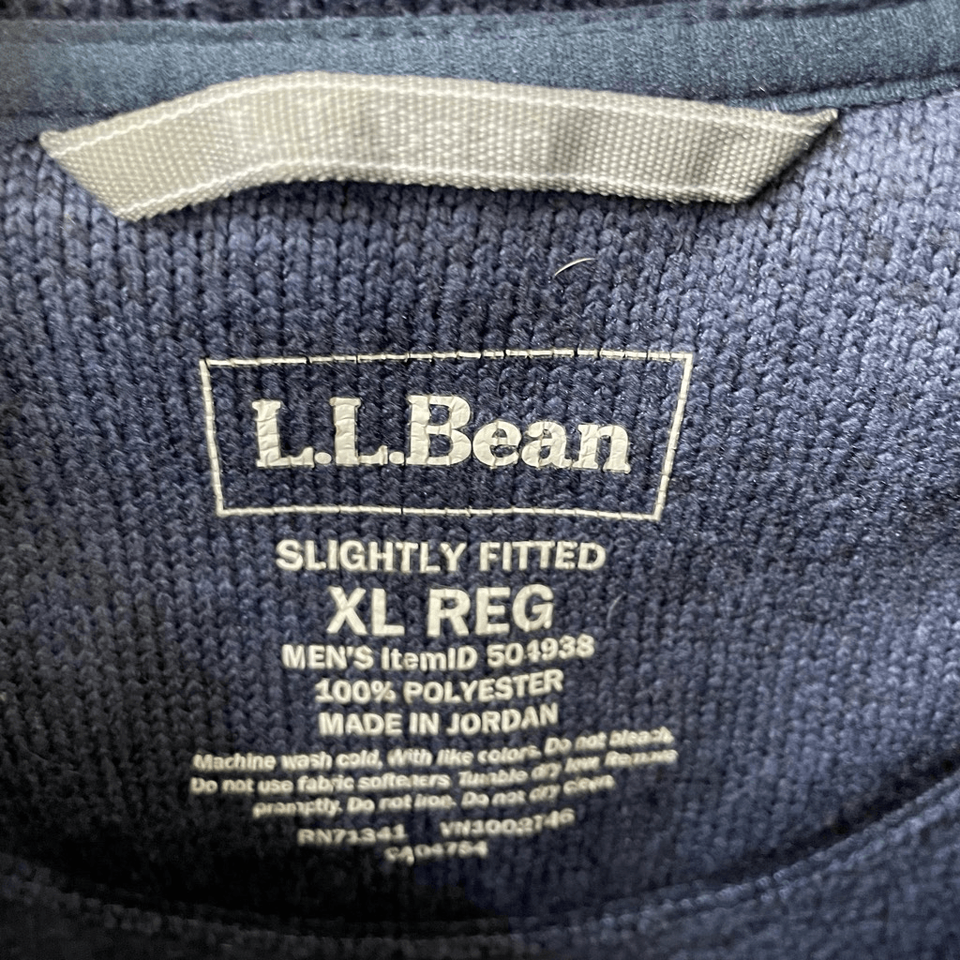 L.L.Bean
SLIGHTLY FITTED
XL REG
MEN'S ItemID 504938
100% POLYESTER
MADE IN JORDAN
Machine wash cold, With like colors. Do not bleach.
Do not use fabric softeners Tumble dry low Remove
promptly. Do not iron. Do not dry clean
RN71341 VN1002746
CA04784